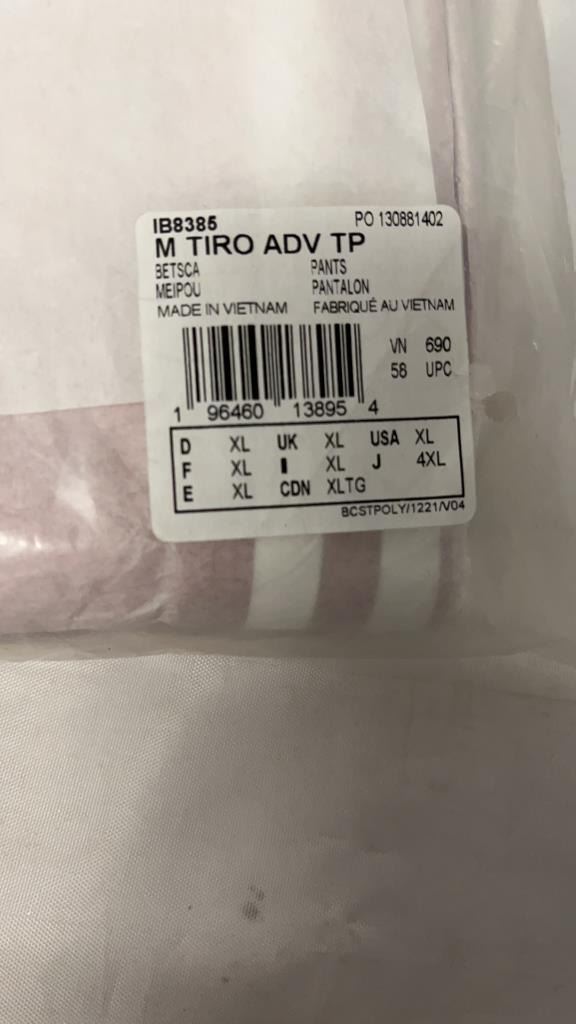 IB8385 PO 130881402
M TIRO ADV TP
BETSCA PANTS
MEIPOU PANTALON
MADE IN VIETNAM FABRIQUÉ AU VIETNAM
VN 690
58 UPC
1 96460 13895 4
D XL UK XL USA XL
F XL I XL J 4XL
E XL CDN XLTG
BCSTPOLY/1221/V04